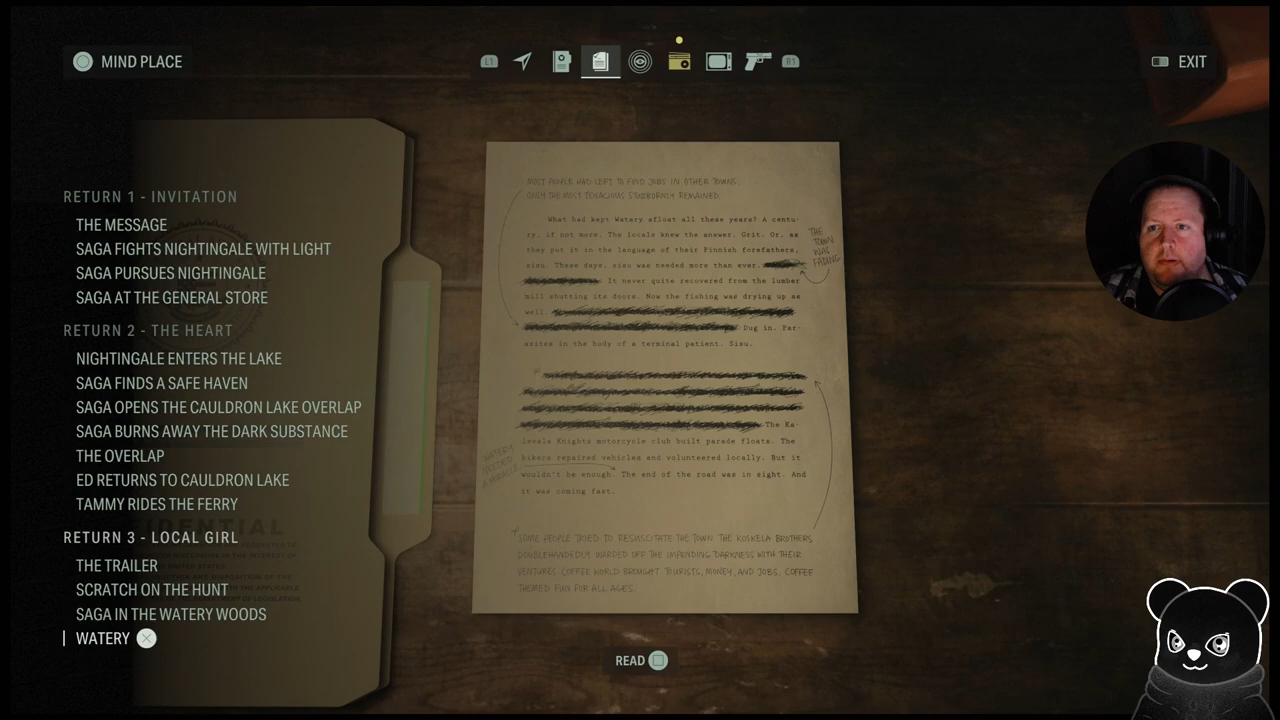 MIND PLACE
L1
R1
EXIT
RETURN 1 - INVITATION
THE MESSAGE
SAGA FIGHTS NIGHTINGALE WITH LIGHT
SAGA PURSUES NIGHTINGALE
SAGA AT THE GENERAL STORE
RETURN 2 - THE HEART
NIGHTINGALE ENTERS THE LAKE
SAGA FINDS A SAFE HAVEN
SAGA OPENS THE CAULDRON LAKE OVERLAP
SAGA BURNS AWAY THE DARK SUBSTANCE
THE OVERLAP
ED RETURNS TO CAULDRON LAKE
TAMMY RIDES THE FERRY
RETURN 3 - LOCAL GIRL
THE TRAILER
SCRATCH ON THE HUNT
SAGA IN THE WATERY WOODS
WATERY
MOST PEOPLE HAD LEFT TO FIND JOBS IN OTHER TOWNS.
ONLY THE MOST TENACIOUS STUBBORNLY REMAINED.
What had kept Watery afloat all these years? A centu-
ry, if not more. The locals knew the answer. Grit. Or, as
they put it in the language of their Finnish forefathers,
sisu. These days, sisu was needed more than ever.
It never quite recovered from the lumber
mill shutting its doors. Now the fishing was drying up as
well.
Dug in. Par-
asites in the body of a terminal patient. Sisu.
THE
TOWN
WAS
FADING
The Ka-
levala Knights motorcycle club built parade floats. The
bikers repaired vehicles and volunteered locally. But it
wouldn't be enough. The end of the road was in sight. And
it was coming fast.
WATERY
NEEDED
A MIRACLE
SOME PEOPLE TRIED TO RESUSCITATE THE TOWN. THE KOSKELA BROTHERS
DOUBLEHANDEDLY WARDED OFF THE IMPENDING DARKNESS WITH THEIR
VENTURES. COFFEE WORLD BROUGHT TOURISTS, MONEY, AND JOBS. COFFEE
THEMED FUN FOR ALL AGES.
READ